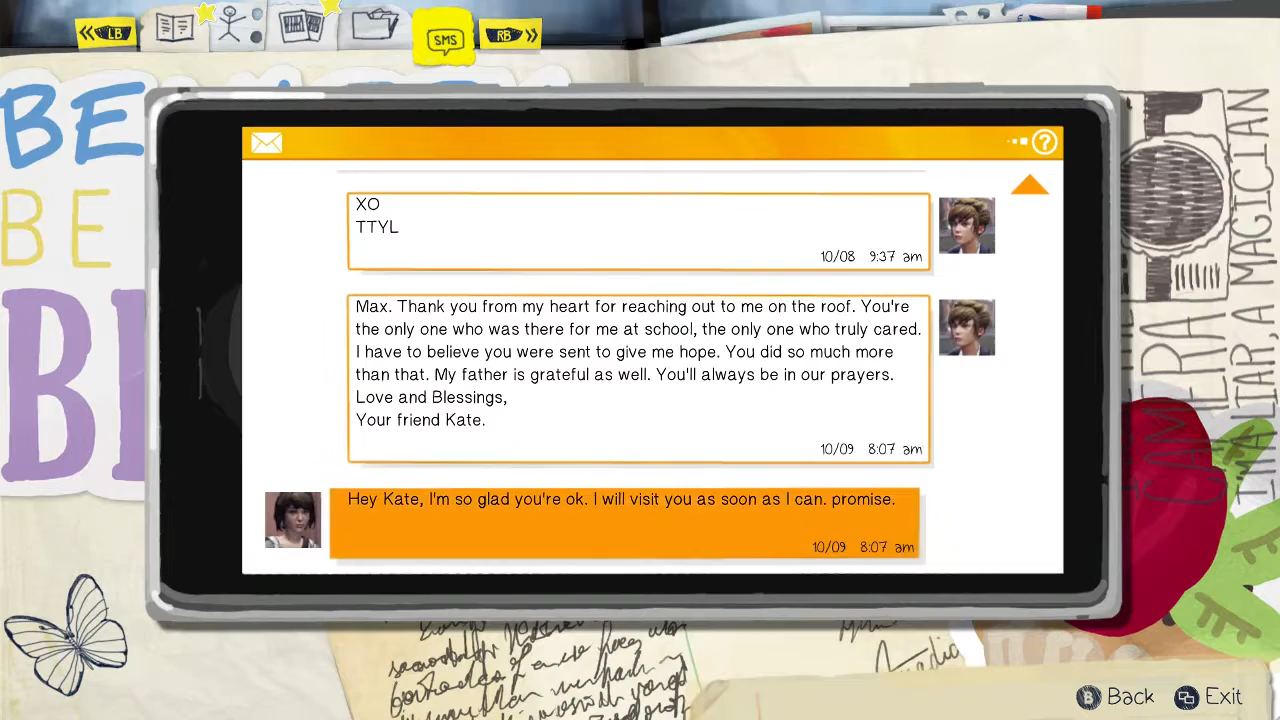 LB
SMS
RB
BE
BE
XO
TTYL
10/08 9:37 am
Max. Thank you from my heart for reaching out to me on the roof. You're
the only one who was there for me at school, the only one who truly cared.
I have to believe you were sent to give me hope. You did so much more
than that. My father is grateful as well. You'll always be in our prayers.
Love and Blessings,
Your friend Kate.
10/09 8:07 am
Hey Kate, I'm so glad you're ok. I will visit you as soon as I can. promise.
10/09 8:07 am
CAMERA
LIAR, A MAGICIAN
B Back
Exit